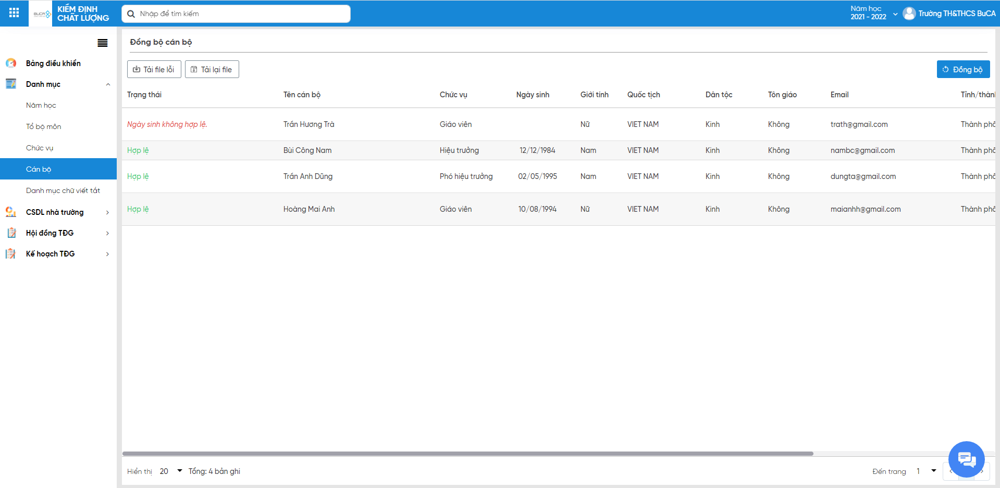 BUCA
KIỂM ĐỊNH
CHẤT LƯỢNG
Nhập để tìm kiếm
Năm học
2021 - 2022
Trường TH&THCS BuCA
Bảng điều khiển
Danh mục
Năm học
Tổ bộ môn
Chức vụ
Cán bộ
Danh mục chữ viết tắt
CSDL nhà trường
Hội đồng TĐG
Kế hoạch TĐG
Đồng bộ cán bộ
Tải file lỗi Tải lại file Đồng bộ
Trạng thái Tên cán bộ Chức vụ Ngày sinh Giới tính Quốc tịch Dân tộc Tôn giáo Email Tỉnh/thành
Ngày sinh không hợp lệ. Trần Hương Trà Giáo viên Nữ VIET NAM Kinh Không trath@gmail.com Thành phố
Hợp lệ Bùi Công Nam Hiệu trưởng 12/12/1984 Nam VIET NAM Kinh Không nambc@gmail.com Thành phố
Hợp lệ Trần Anh Dũng Phó hiệu trưởng 02/05/1995 Nam VIET NAM Kinh Không dungta@gmail.com Thành phố
Hợp lệ Hoàng Mai Anh Giáo viên 10/08/1994 Nữ VIET NAM Kinh Không maianhh@gmail.com Thành phố
Hiển thị 20 Tổng: 4 bản ghi Đến trang 1